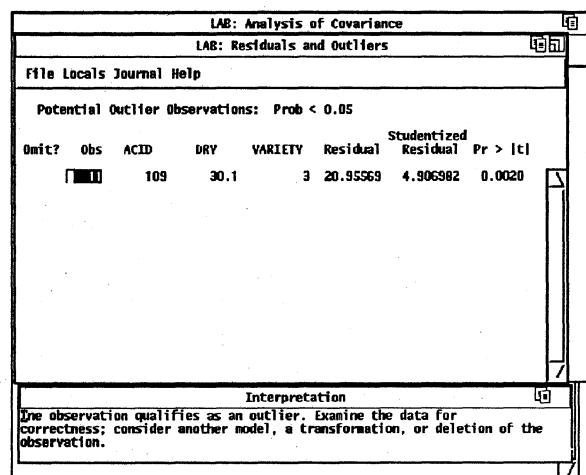 LAB: Analysis of Covariance
LAB: Residuals and Outliers
File Locals Journal Help
Potential Outlier Observations: Prob < 0.05
Studentized
Omit? Obs ACID DRY VARIETY Residual Residual Pr > |t|
11 109 30.1 3 20.95569 4.906982 0.0020
Interpretation
One observation qualifies as an outlier. Examine the data for
correctness; consider another model, a transformation, or deletion of the
observation.